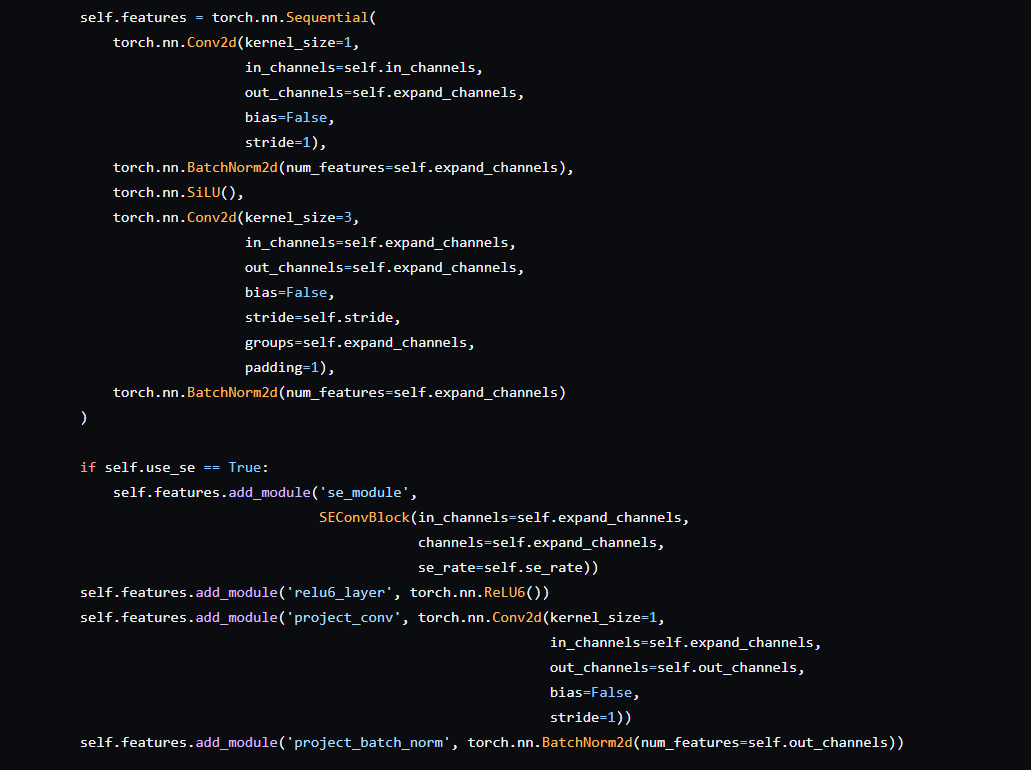 self.features = torch.nn.Sequential(
    torch.nn.Conv2d(kernel_size=1,
                    in_channels=self.in_channels,
                    out_channels=self.expand_channels,
                    bias=False,
                    stride=1),
    torch.nn.BatchNorm2d(num_features=self.expand_channels),
    torch.nn.SiLU(),
    torch.nn.Conv2d(kernel_size=3,
                    in_channels=self.expand_channels,
                    out_channels=self.expand_channels,
                    bias=False,
                    stride=self.stride,
                    groups=self.expand_channels,
                    padding=1),
    torch.nn.BatchNorm2d(num_features=self.expand_channels)
)

if self.use_se == True:
    self.features.add_module('se_module',
                             SEConvBlock(in_channels=self.expand_channels,
                                         channels=self.expand_channels,
                                         se_rate=self.se_rate))
self.features.add_module('relu6_layer', torch.nn.ReLU6())
self.features.add_module('project_conv', torch.nn.Conv2d(kernel_size=1,
                                                         in_channels=self.expand_channels,
                                                         out_channels=self.out_channels,
                                                         bias=False,
                                                         stride=1))
self.features.add_module('project_batch_norm', torch.nn.BatchNorm2d(num_features=self.out_channels))